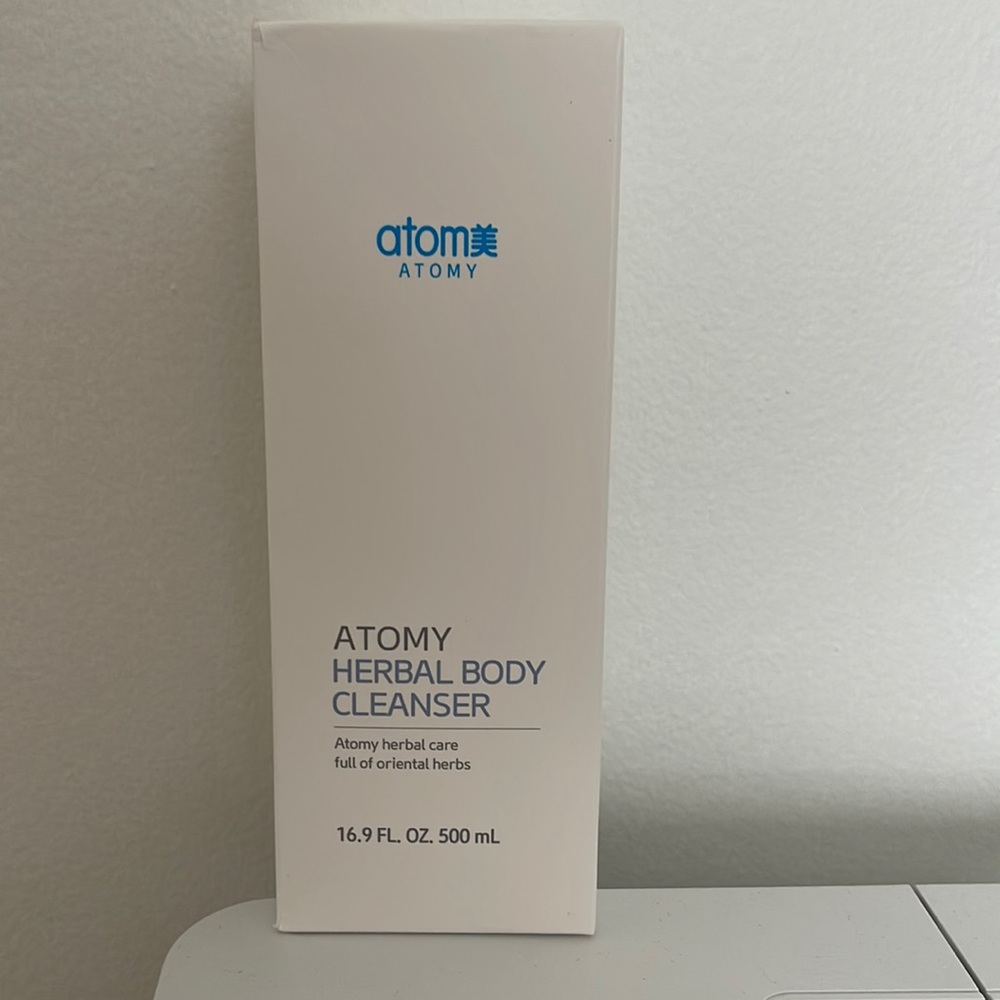 atom美
ATOMY
ATOMY
HERBAL BODY
CLEANSER
Atomy herbal care
full of oriental herbs
16.9 FL. OZ. 500 mL